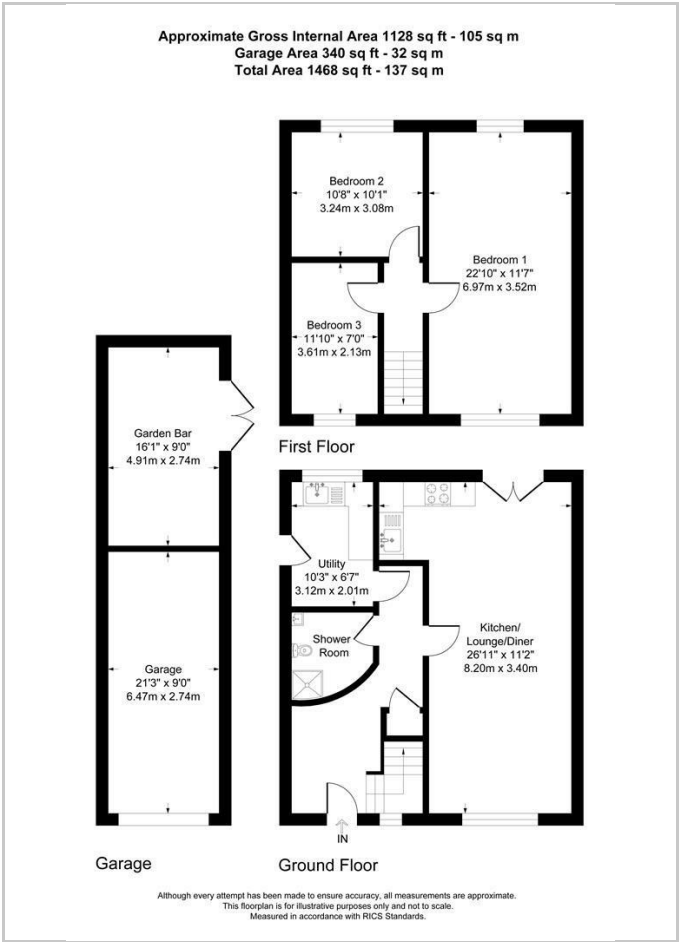 Approximate Gross Internal Area 1128 sq ft - 105 sq m
Garage Area 340 sq ft - 32 sq m
Total Area 1468 sq ft - 137 sq m
Bedroom 2
10'8" x 10'1"
3.24m x 3.08m
Bedroom 1
22'10" x 11'7"
6.97m x 3.52m
Bedroom 3
11'10" x 7'0"
3.61m x 2.13m
First Floor
Garden Bar
16'1" x 9'0"
4.91m x 2.74m
Garage
21'3" x 9'0"
6.47m x 2.74m
Garage
Utility
10'3" x 6'7"
3.12m x 2.01m
Shower
Room
Kitchen/
Lounge/Diner
26'11" x 11'2"
8.20m x 3.40m
IN
Ground Floor
Although every attempt has been made to ensure accuracy, all measurements are approximate.
This floorplan is for illustrative purposes only and not to scale.
Measured in accordance with RICS Standards.